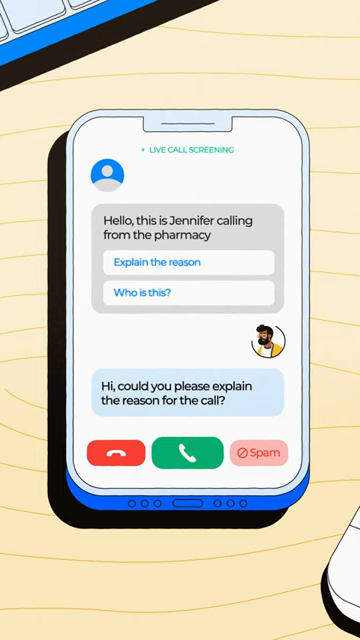 LIVE CALL SCREENING
Hello, this is Jennifer calling
from the pharmacy
Explain the reason
Who is this?
Hi, could you please explain
the reason for the call?
Spam